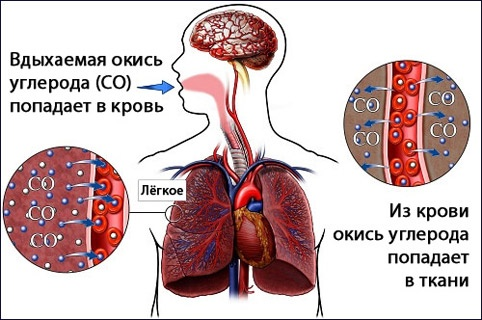 Вдыхаемая окись
углерода (СО)
попадает в кровь
CO
CO
CO
CO
Лёгкое
CO
CO
CO
Из крови
окись углерода
попадает
в ткани